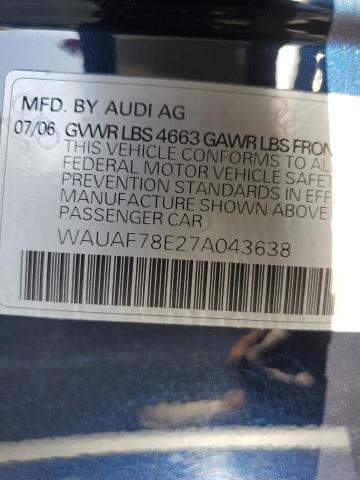 MFD. BY AUDI AG
07/06 GVWR LBS 4663 GAWR LBS FRON
THIS VEHICLE CONFORMS TO AL
FEDERAL MOTOR VEHICLE SAFET
PREVENTION STANDARDS IN EFF
MANUFACTURE SHOWN ABOVE
PASSENGER CAR
WAUAF78E27A043638